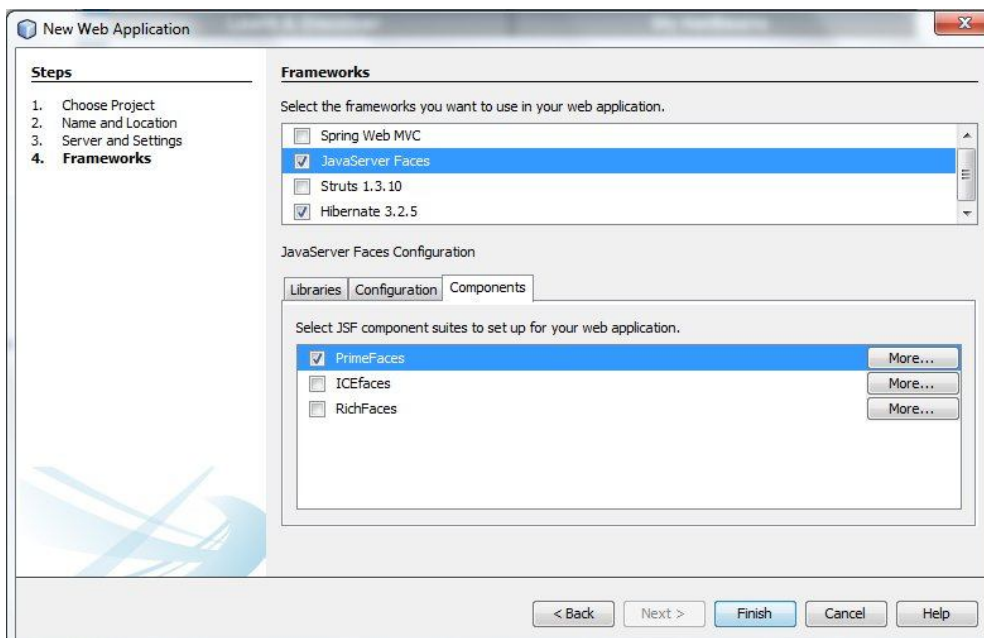 New Web Application
Steps
1. Choose Project
2. Name and Location
3. Server and Settings
4. Frameworks
Frameworks
Select the frameworks you want to use in your web application.
Spring Web MVC
JavaServer Faces
Struts 1.3.10
Hibernate 3.2.5
JavaServer Faces Configuration
Libraries Configuration Components
Select JSF component suites to set up for your web application.
PrimeFaces More...
ICEfaces More...
RichFaces More...
< Back Next > Finish Cancel Help